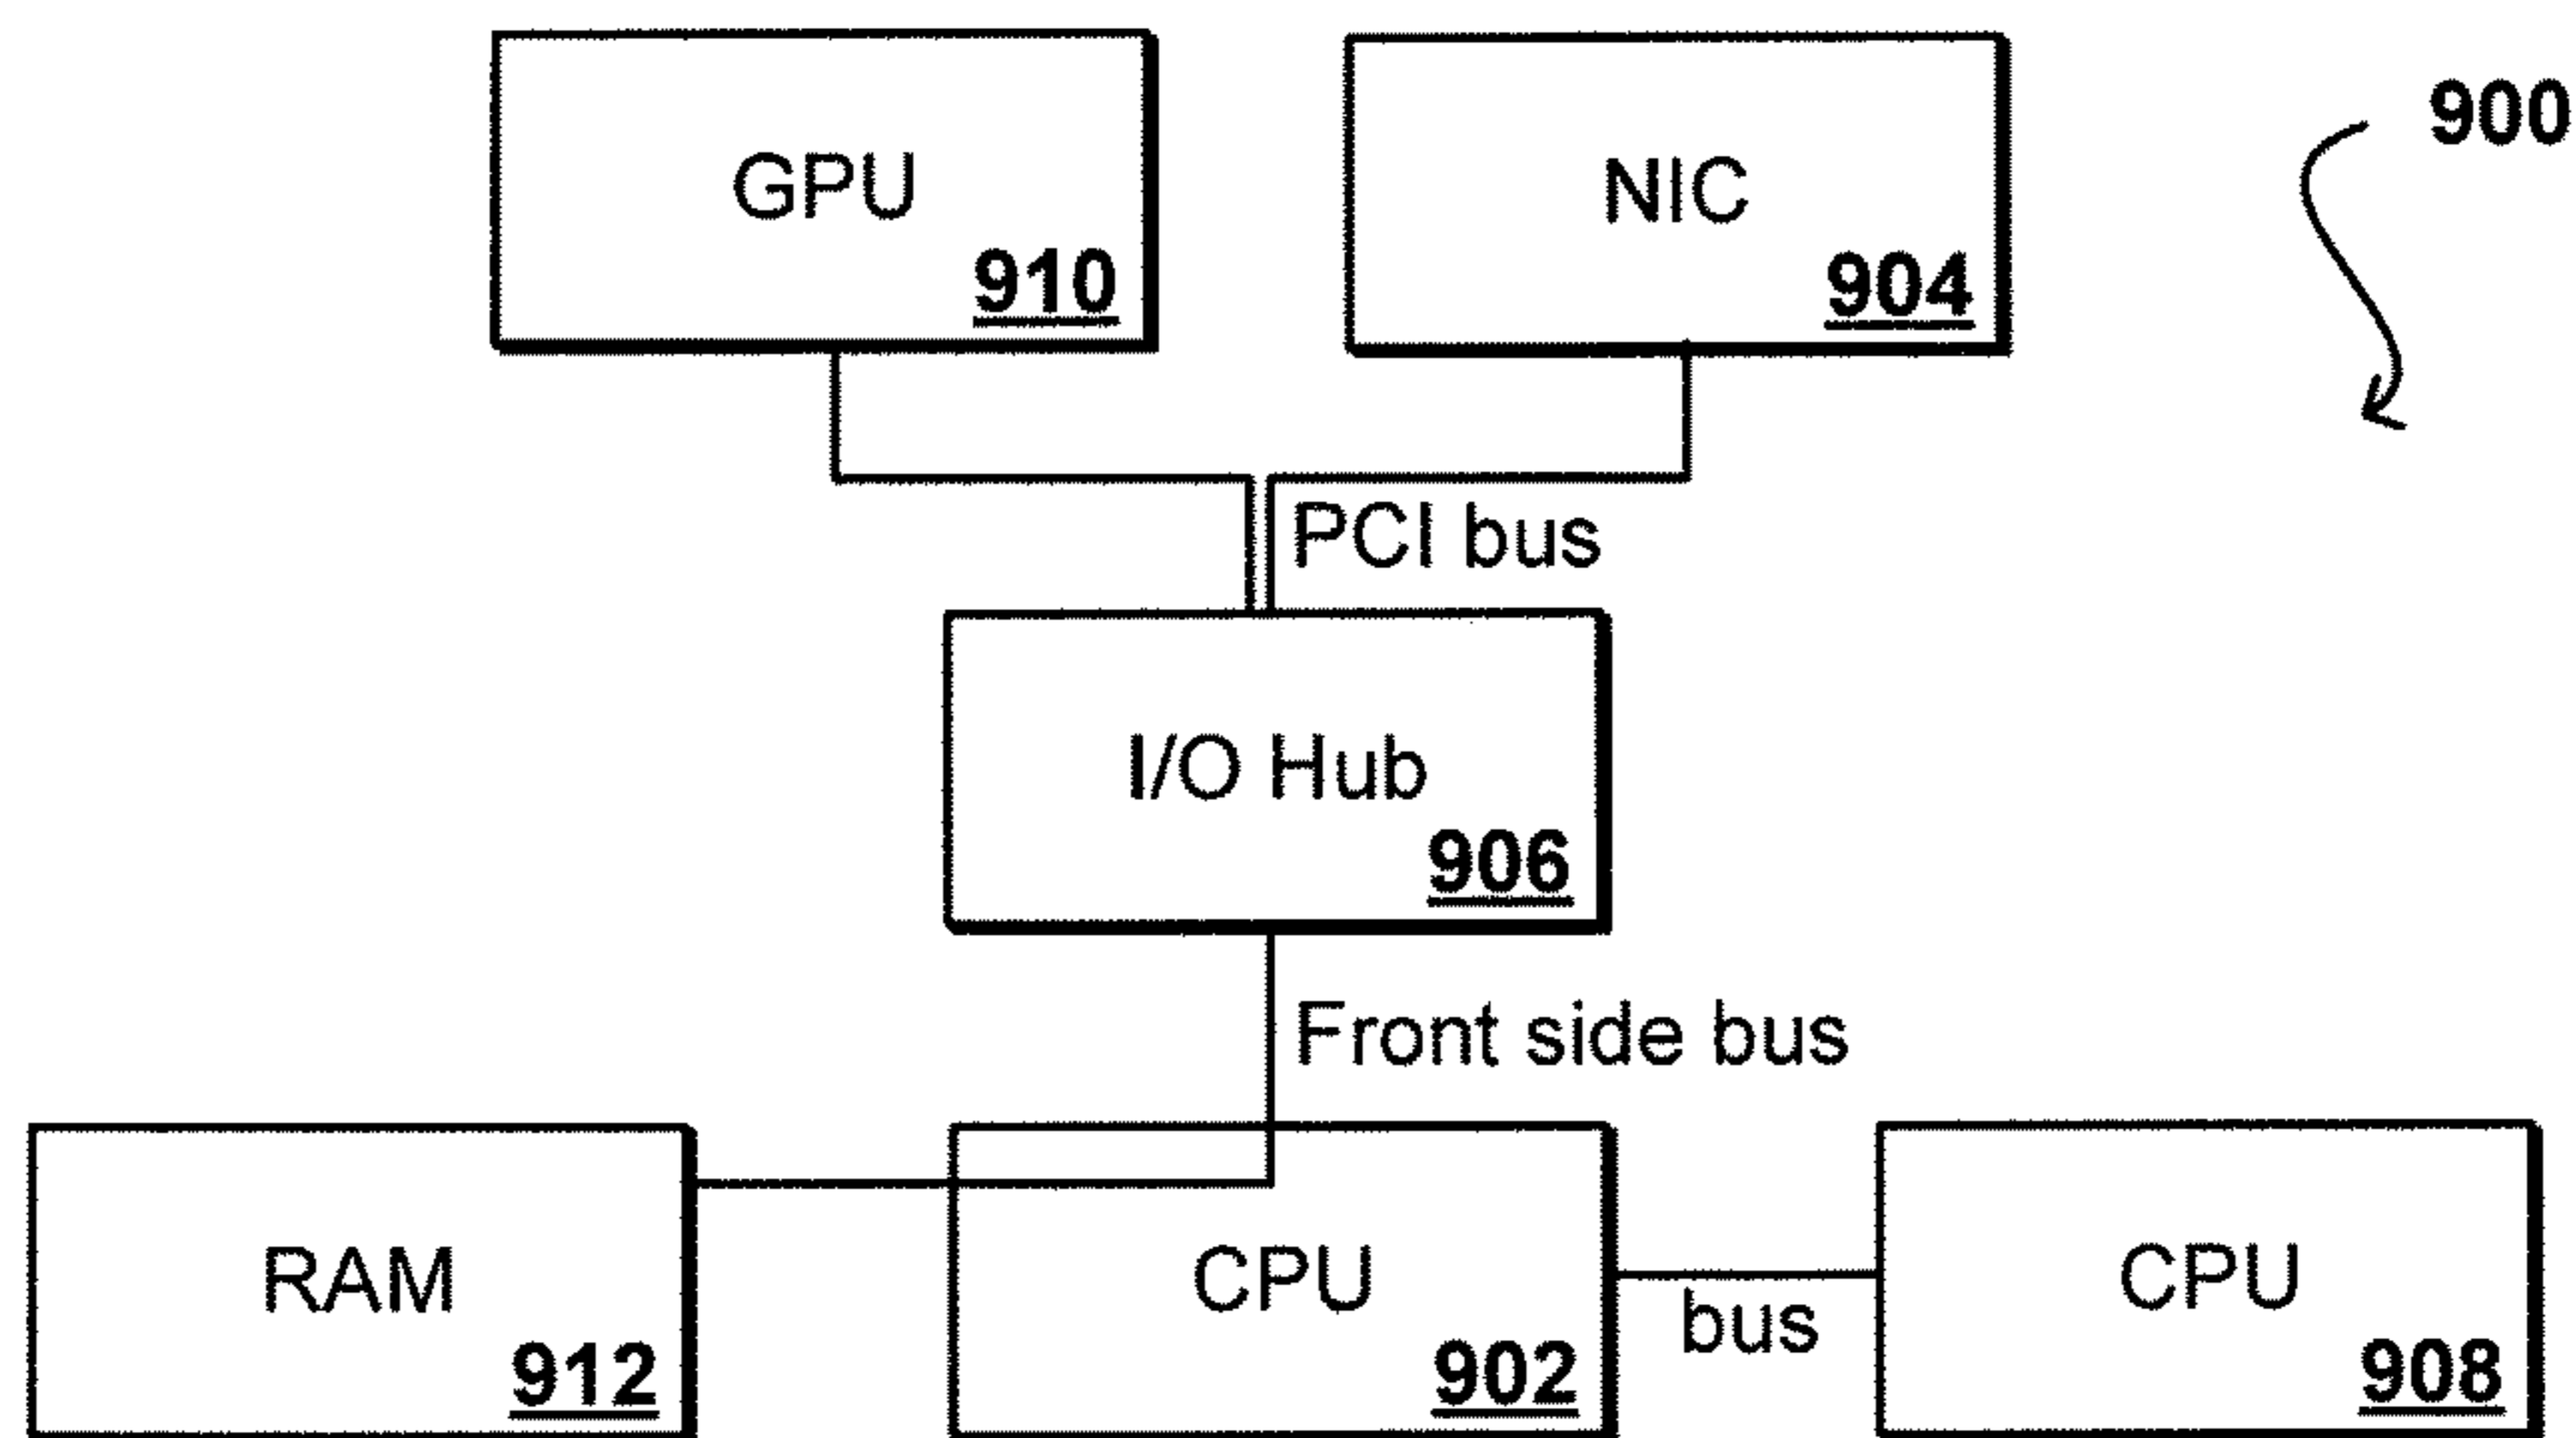 GPU
910
NIC
904
900
PCI bus
I/O Hub
906
Front side bus
RAM
912
CPU
902
bus
CPU
908